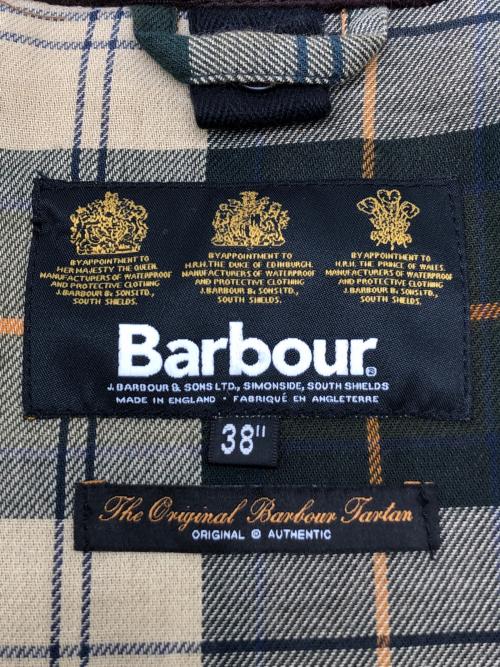 BY APPOINTMENT TO
HER MAJESTY THE QUEEN
MANUFACTURERS OF WATERPROOF
AND PROTECTIVE CLOTHING
J. BARBOUR & SONS LTD.,
SOUTH SHIELDS.
BY APPOINTMENT TO
H.R.H. THE DUKE OF EDINBURGH.
MANUFACTURERS OF WATERPROOF
AND PROTECTIVE CLOTHING
J. BARBOUR & SONS LTD.,
SOUTH SHIELDS.
BY APPOINTMENT TO
H.R.H. THE PRINCE OF WALES.
MANUFACTURERS OF WATERPROOF
AND PROTECTIVE CLOTHING
J. BARBOUR & SONS LTD.,
SOUTH SHIELDS.
Barbour®
J. BARBOUR & SONS LTD., SIMONSIDE, SOUTH SHIELDS
MADE IN ENGLAND · FABRIQUÉ EN ANGLETERRE
38"
The Original Barbour Tartan
ORIGINAL ® AUTHENTIC